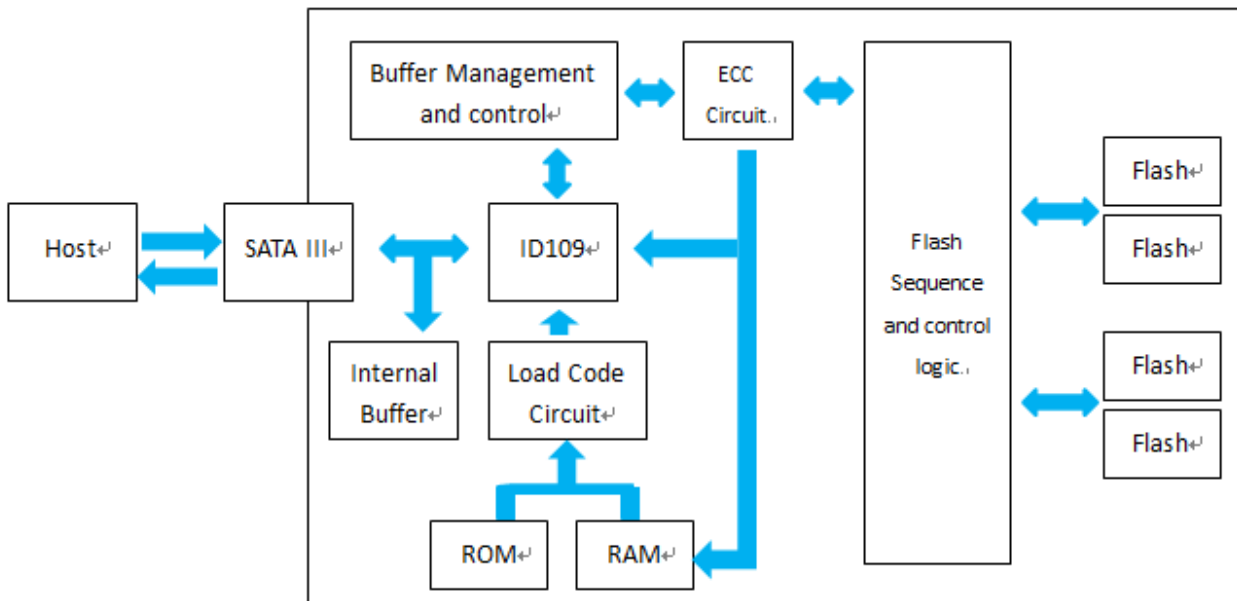 Buffer Management
and control
ECC
Circuit
Host
SATA III
ID109
Internal
Buffer
Load Code
Circuit
ROM
RAM
Flash
Sequence
and control
logic
Flash
Flash
Flash
Flash